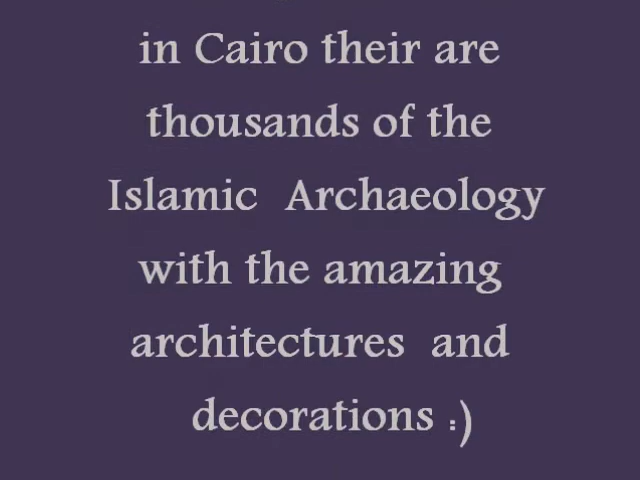 in Cairo their are
thousands of the
Islamic Archaeology
with the amazing
architectures and
decorations :)